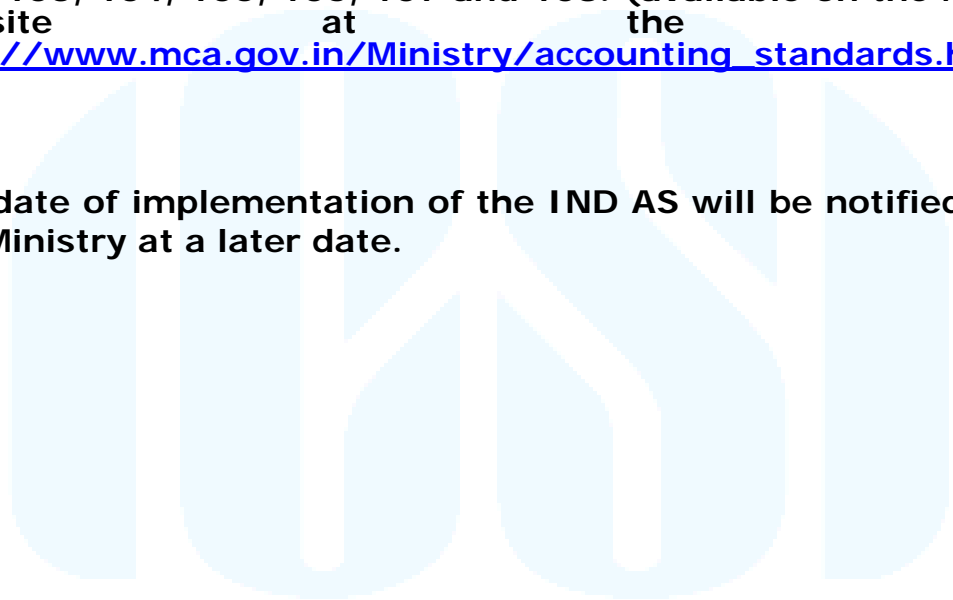 site at the
//www.mca.gov.in/Ministry/accounting_standards.h
date of implementation of the IND AS will be notified
Ministry at a later date.